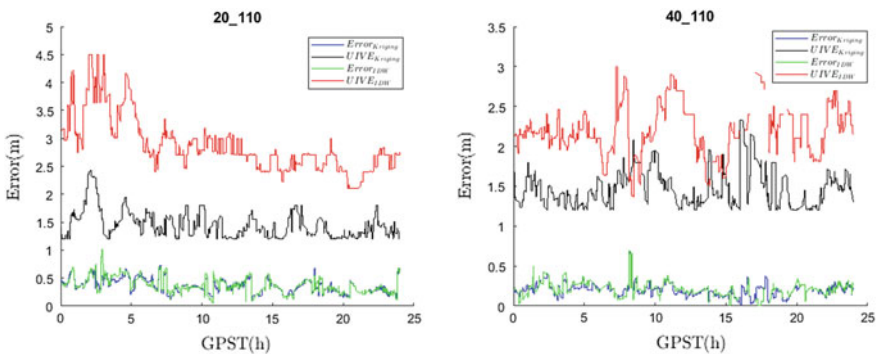 20_110
5
4.5
4
3.5
3
2.5
2
1.5
1
0.5
0
Error(m)
0 5 10 15 20 25
GPST(h)
Error_Kriging
UIVE_Kriging
Error_IDW
UIVE_IDW
40_110
3.5
3
2.5
2
1.5
1
0.5
0
Error(m)
0 5 10 15 20 25
GPST(h)
Error_Kriging
UIVE_Kriging
Error_IDW
UIVE_IDW